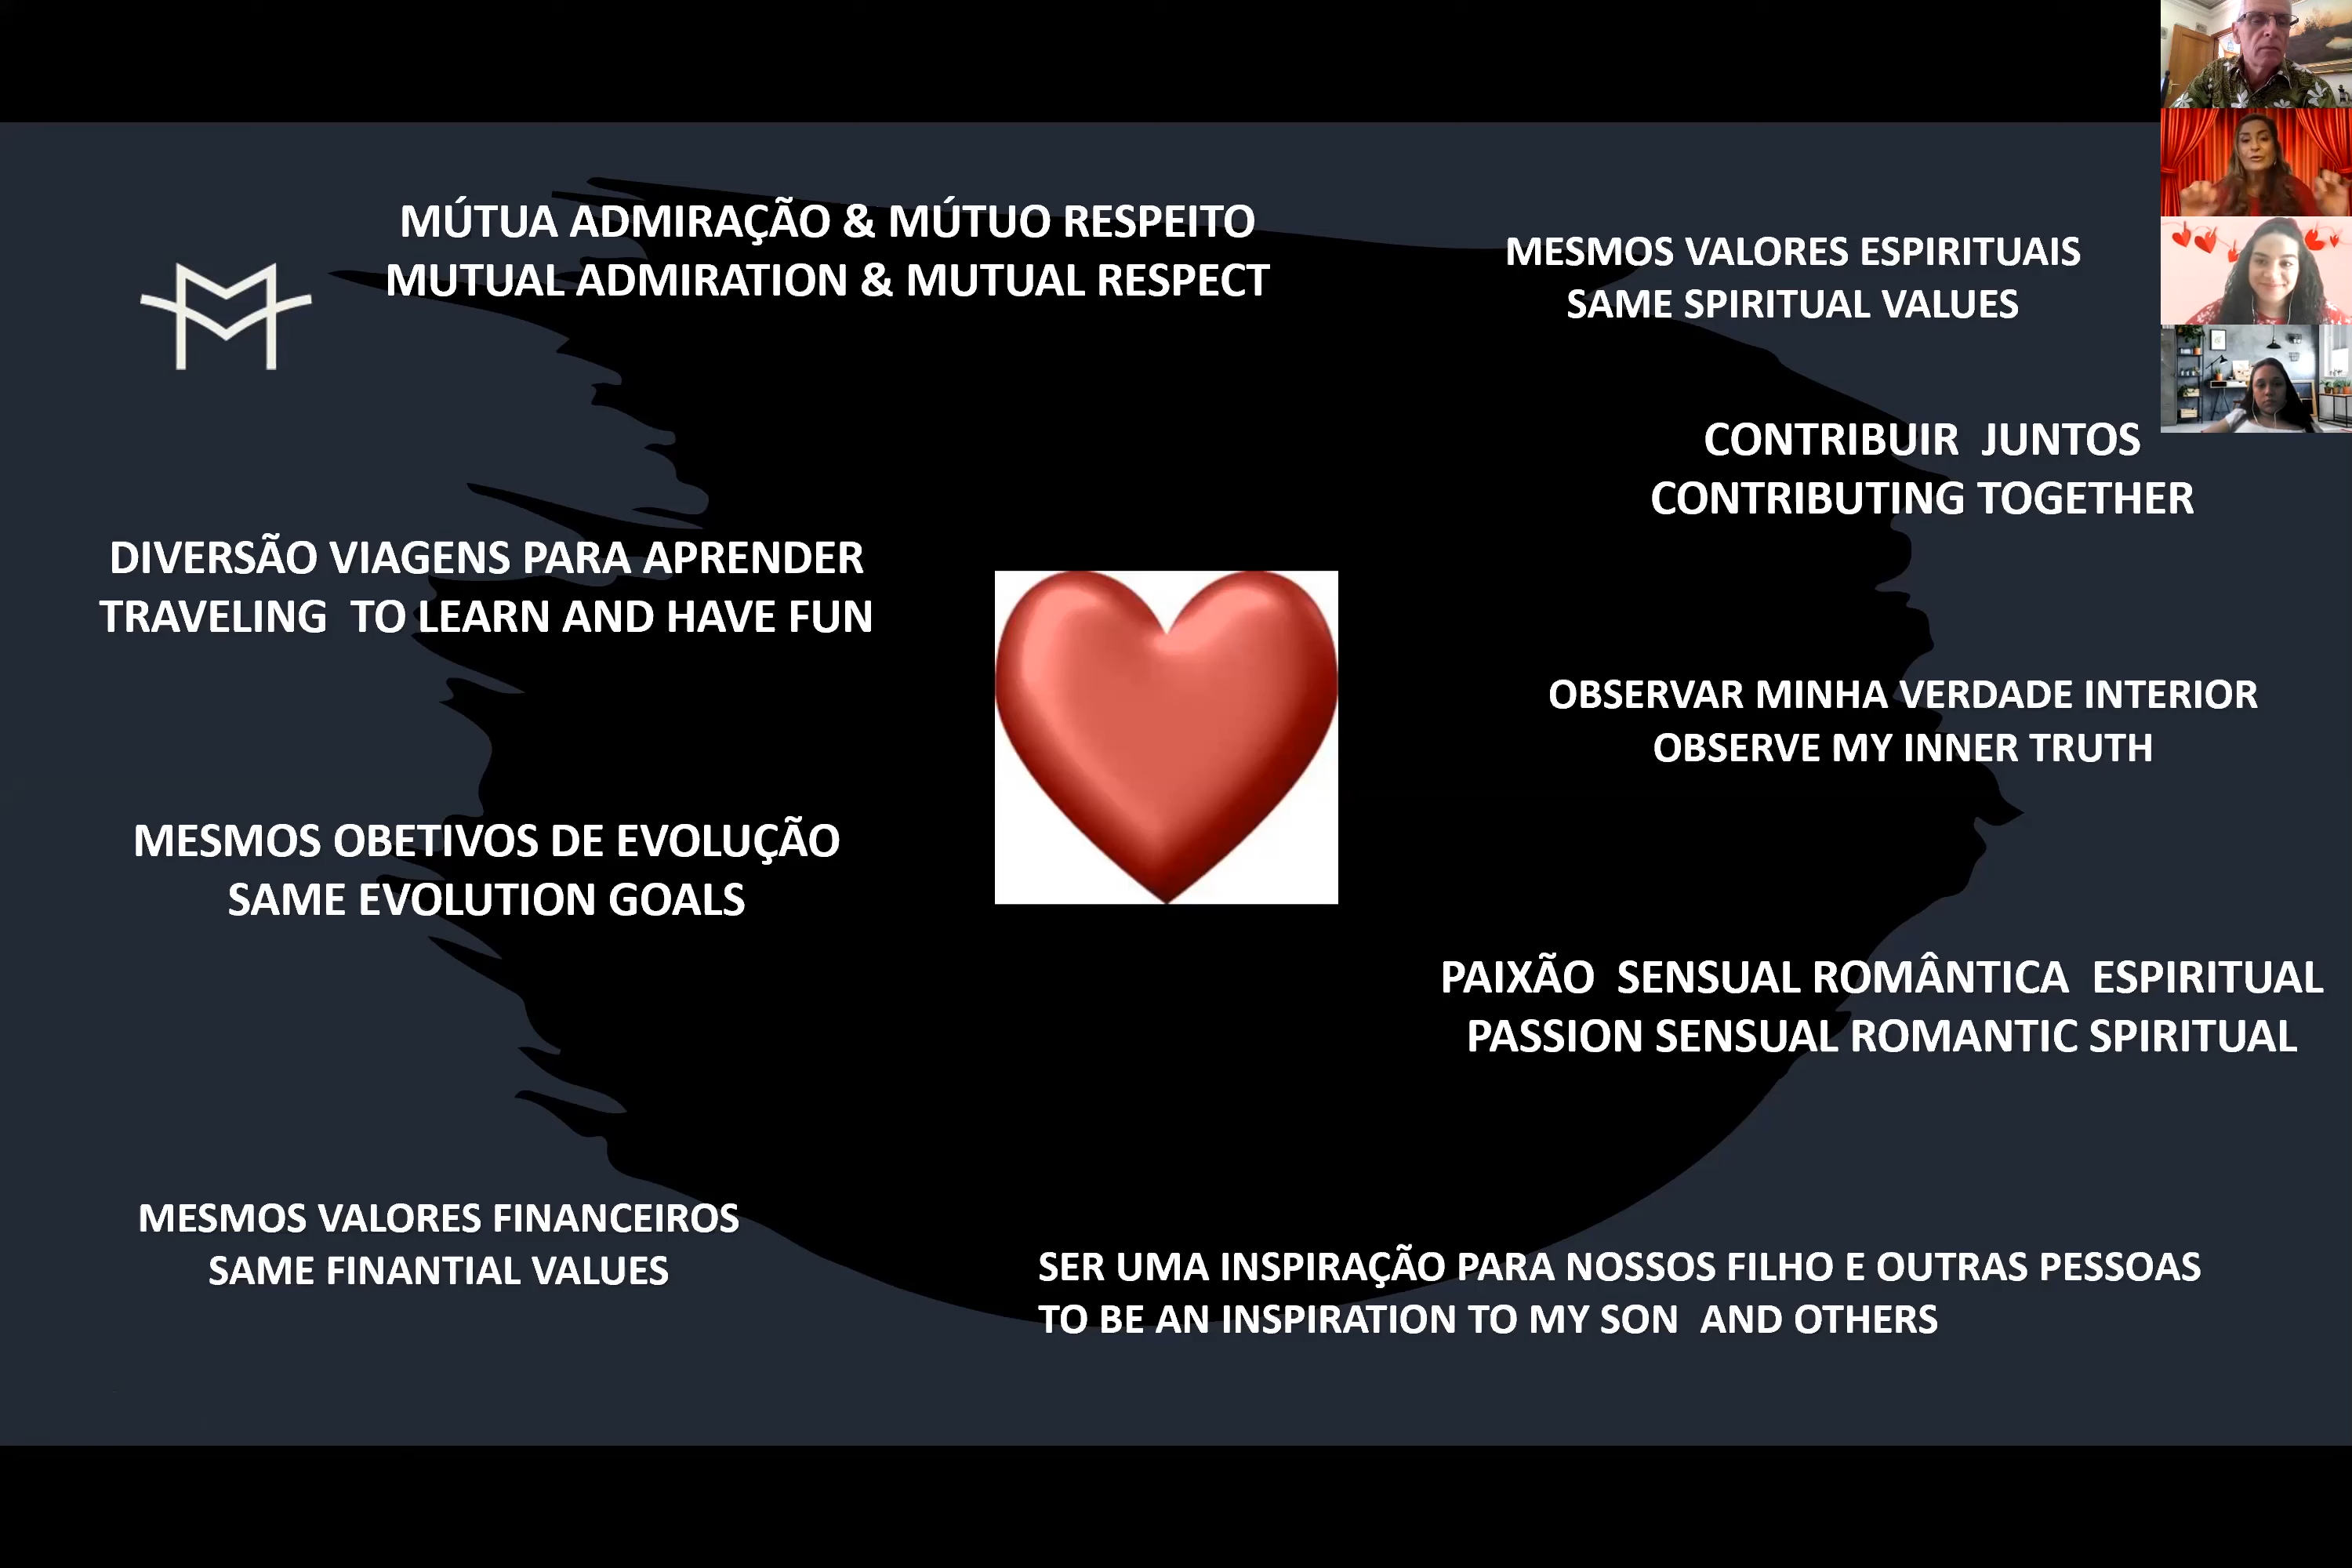 MÚTUA ADMIRAÇÃO & MÚTUO RESPEITO
MUTUAL ADMIRATION & MUTUAL RESPECT
MESMOS VALORES ESPIRITUAIS
SAME SPIRITUAL VALUES
CONTRIBUIR JUNTOS
CONTRIBUTING TOGETHER
DIVERSÃO VIAGENS PARA APRENDER
TRAVELING TO LEARN AND HAVE FUN
OBSERVAR MINHA VERDADE INTERIOR
OBSERVE MY INNER TRUTH
MESMOS OBETIVOS DE EVOLUÇÃO
SAME EVOLUTION GOALS
PAIXÃO SENSUAL ROMÂNTICA ESPIRITUAL
PASSION SENSUAL ROMANTIC SPIRITUAL
MESMOS VALORES FINANCEIROS
SAME FINANTIAL VALUES
SER UMA INSPIRAÇÃO PARA NOSSOS FILHO E OUTRAS PESSOAS
TO BE AN INSPIRATION TO MY SON AND OTHERS